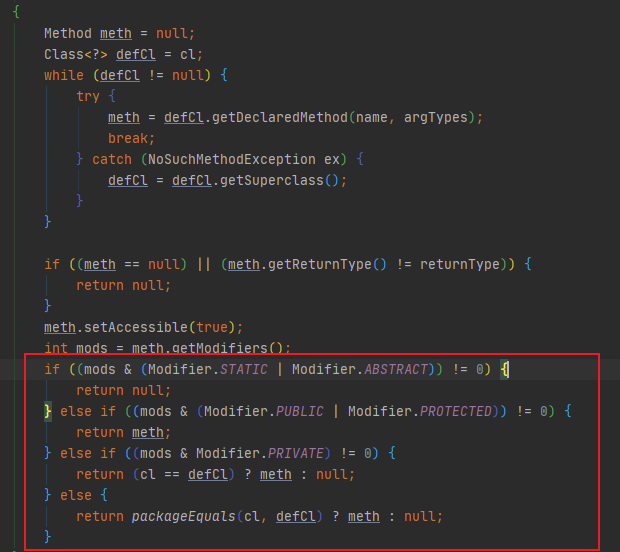 {
    Method meth = null;
    Class<?> defCl = cl;
    while (defCl != null) {
        try {
            meth = defCl.getDeclaredMethod(name, argTypes);
            break;
        } catch (NoSuchMethodException ex) {
            defCl = defCl.getSuperclass();
        }
    }

    if ((meth == null) || (meth.getReturnType() != returnType)) {
        return null;
    }
    meth.setAccessible(true);
    int mods = meth.getModifiers();
    if ((mods & (Modifier.STATIC | Modifier.ABSTRACT)) != 0) {
        return null;
    } else if ((mods & (Modifier.PUBLIC | Modifier.PROTECTED)) != 0) {
        return meth;
    } else if ((mods & Modifier.PRIVATE) != 0) {
        return (cl == defCl) ? meth : null;
    } else {
        return packageEquals(cl, defCl) ? meth : null;
    }